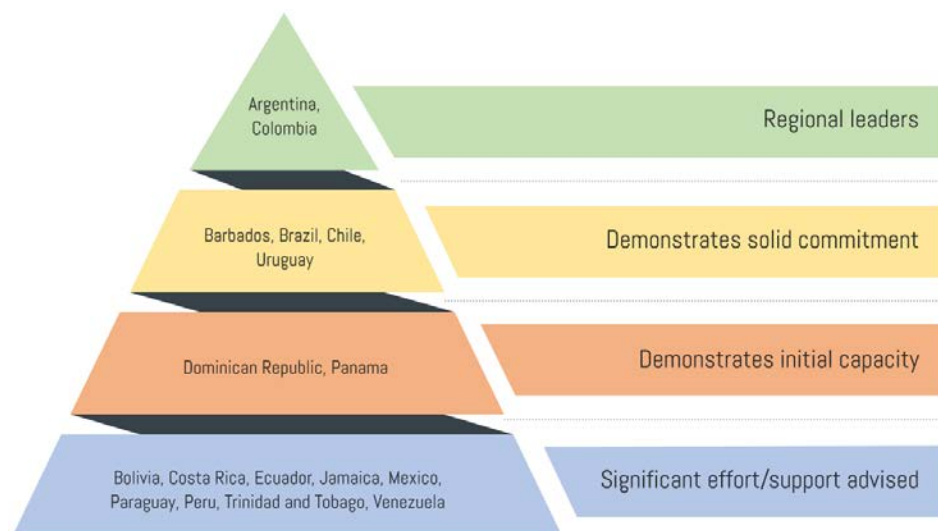 Argentina,
Colombia
Regional leaders
Barbados, Brazil, Chile,
Uruguay
Demonstrates solid commitment
Dominican Republic, Panama
Demonstrates initial capacity
Bolivia, Costa Rica, Ecuador, Jamaica, Mexico,
Paraguay, Peru, Trinidad and Tobago, Venezuela
Significant effort/support advised